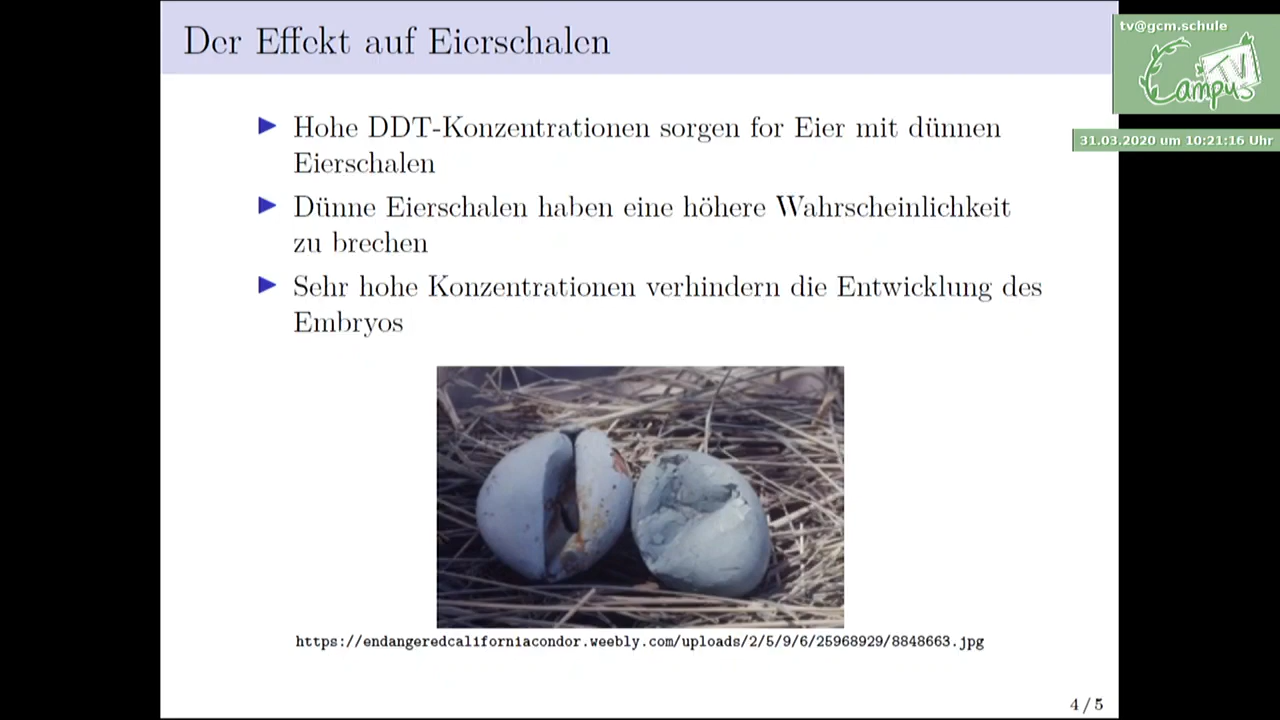 Der Effekt auf Eierschalen
tv@gcm.schule
Campus
TV
31.03.2020 um 10:21:16 Uhr
Hohe DDT-Konzentrationen sorgen for Eier mit dünnen
Eierschalen
Dünne Eierschalen haben eine höhere Wahrscheinlichkeit
zu brechen
Sehr hohe Konzentrationen verhindern die Entwicklung des
Embryos
https://endangeredcaliforniacondor.weebly.com/uploads/2/5/9/6/25968929/8848663.jpg
4 / 5